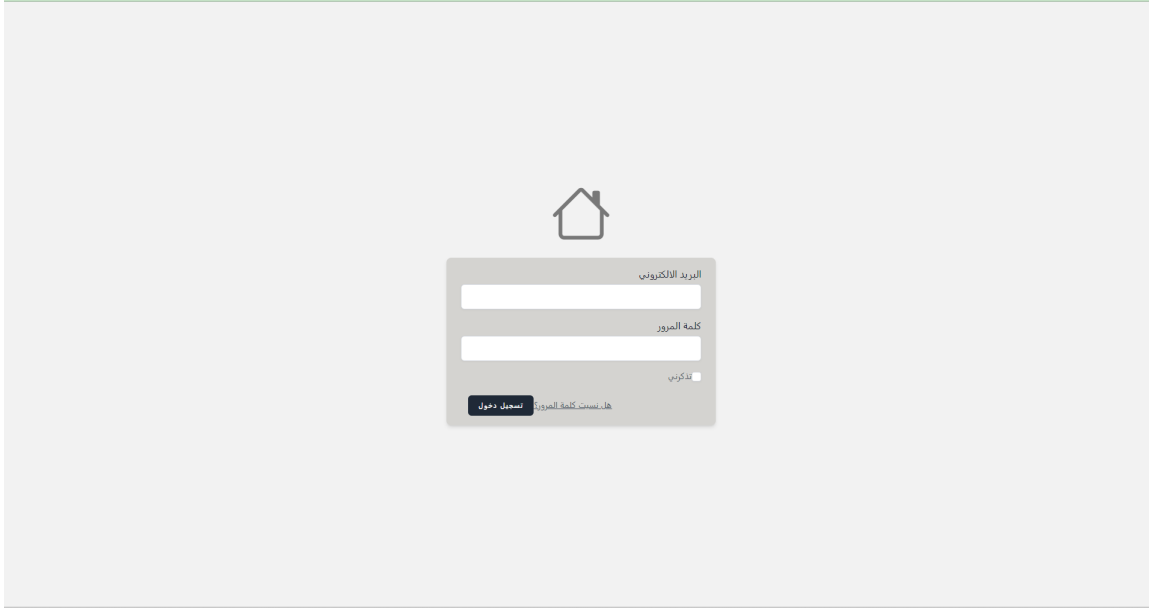 البريد الالكتروني
كلمة المرور
تذكرني
هل نسيت كلمة المرور؟
تسجيل دخول